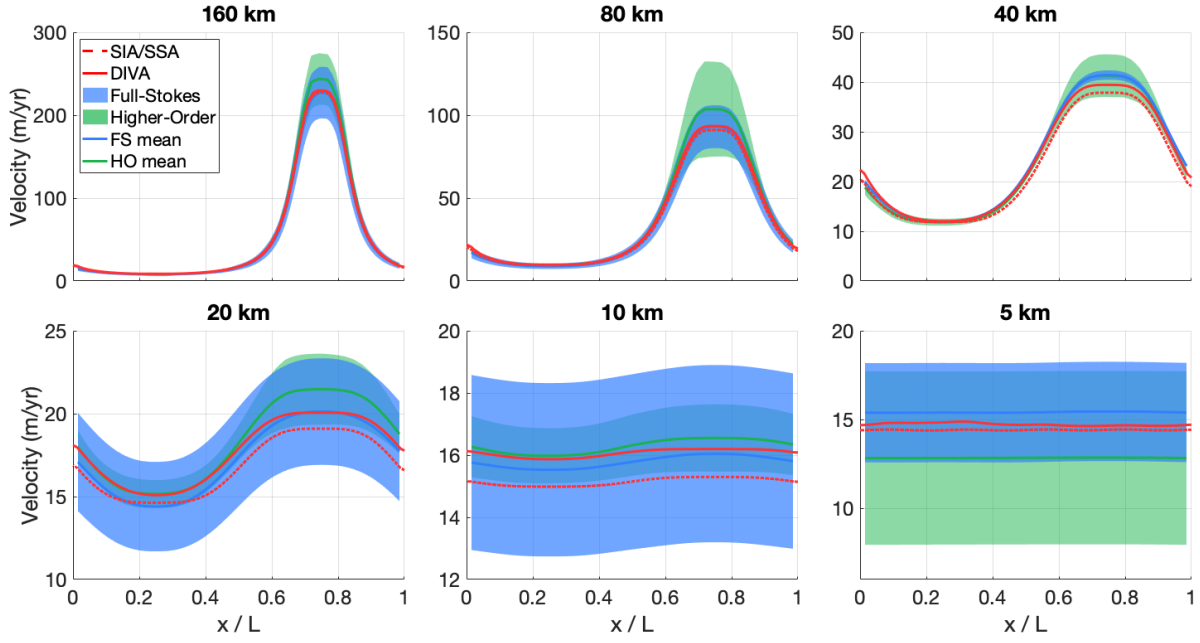 160 km
80 km
40 km
Velocity (m/yr)
300
200
100
0
SIA/SSA
DIVA
Full-Stokes
Higher-Order
FS mean
HO mean
150
100
50
0
50
40
30
20
10
0
20 km
10 km
5 km
Velocity (m/yr)
25
20
15
10
0 0.2 0.4 0.6 0.8 1
x / L
20
18
16
14
12
0 0.2 0.4 0.6 0.8 1
x / L
20
15
10
0 0.2 0.4 0.6 0.8 1
x / L